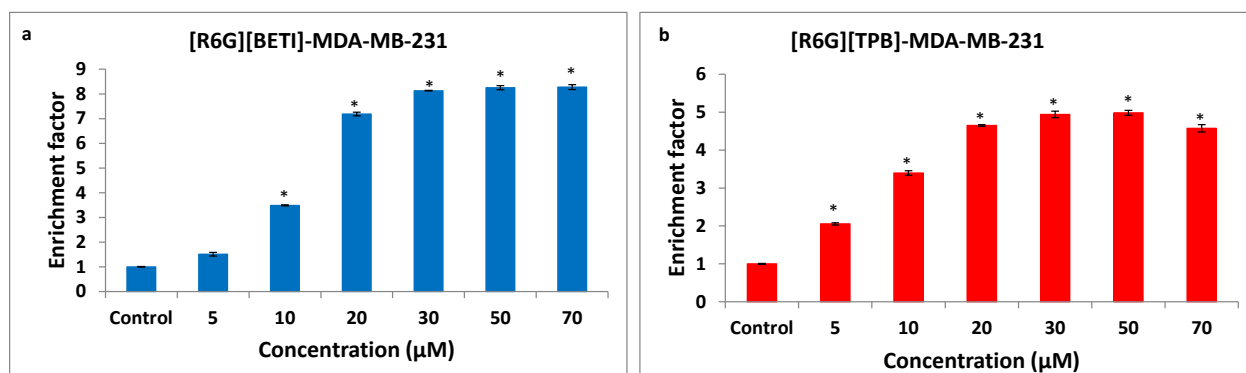 a
[R6G][BETI]-MDA-MB-231
Enrichment factor
9
8
7
6
5
4
3
2
1
0
*
*
*
*
*
Control 5 10 20 30 50 70
Concentration (µM)
b
[R6G][TPB]-MDA-MB-231
Enrichment factor
6
5
4
3
2
1
0
*
*
*
*
*
*
Control 5 10 20 30 50 70
Concentration (µM)